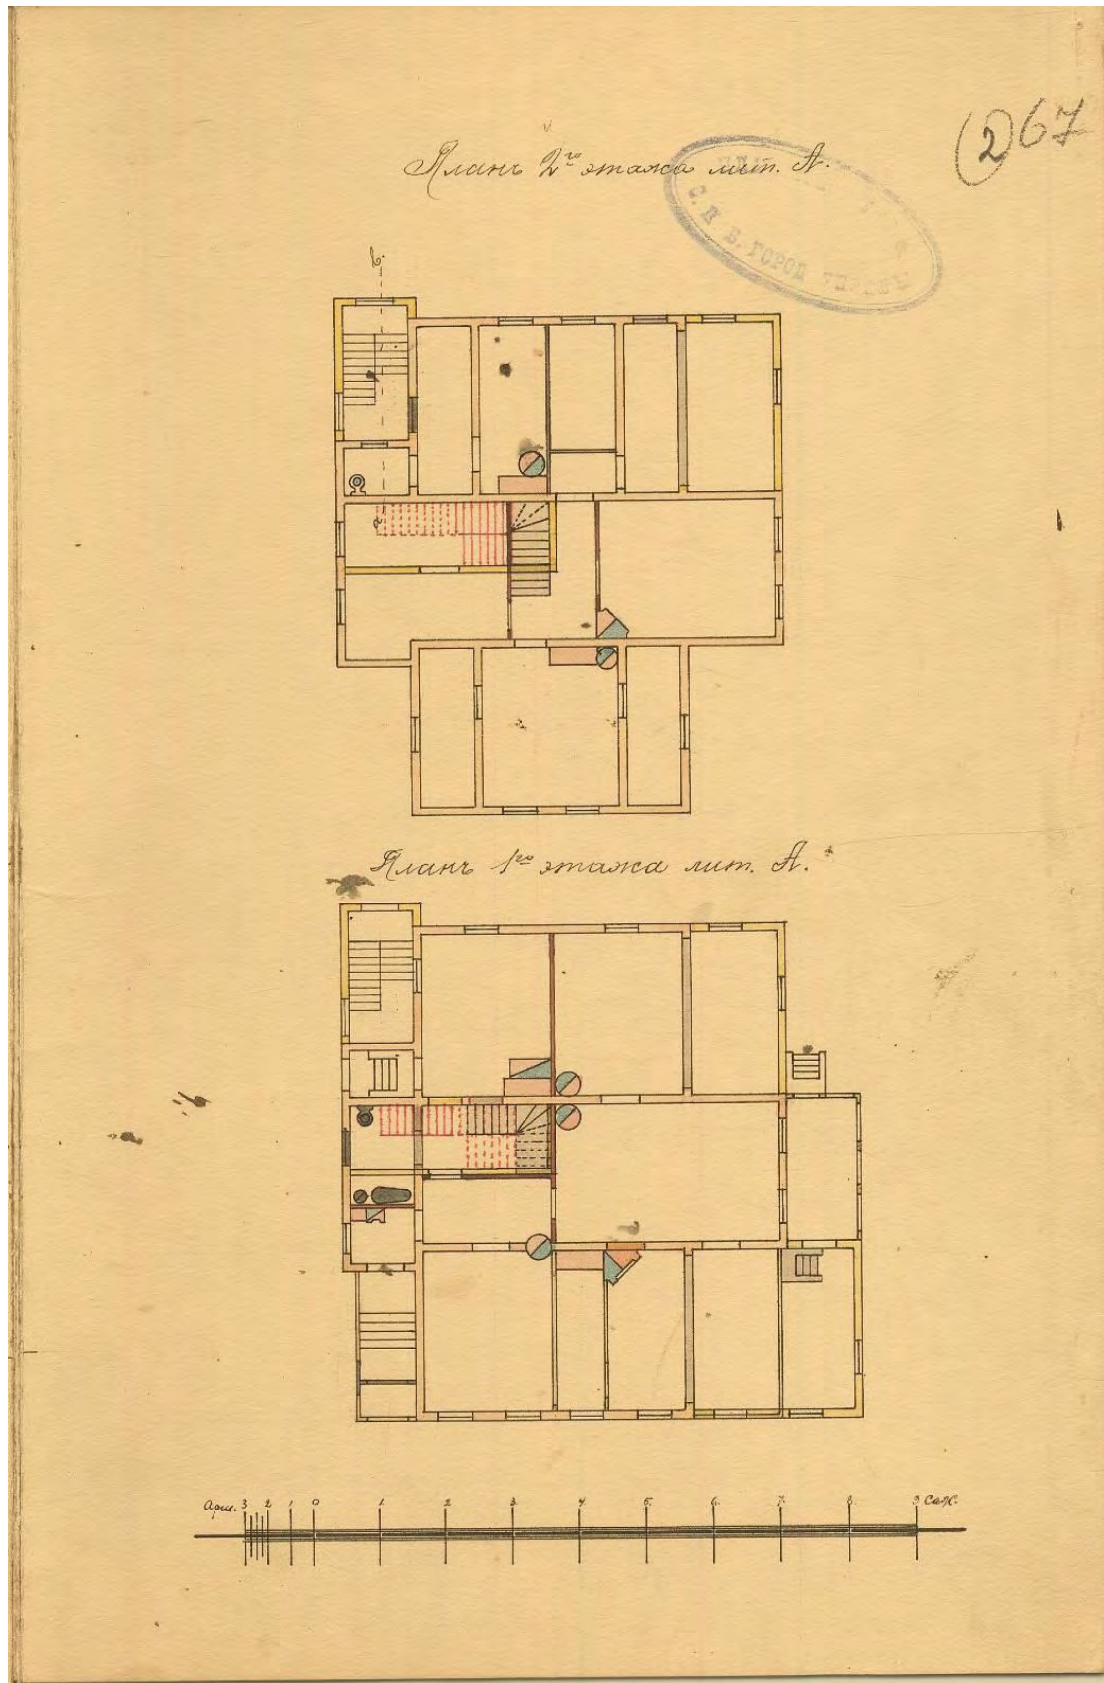 (2) 67
Планъ 2го этажа лит. А.
С. П Б. ГОРОД
Планъ 1го этажа лит. А.
Арш. 3 2 1 0 1. 2 3. 4. 5. 6. 7. 8. 9 Саж.